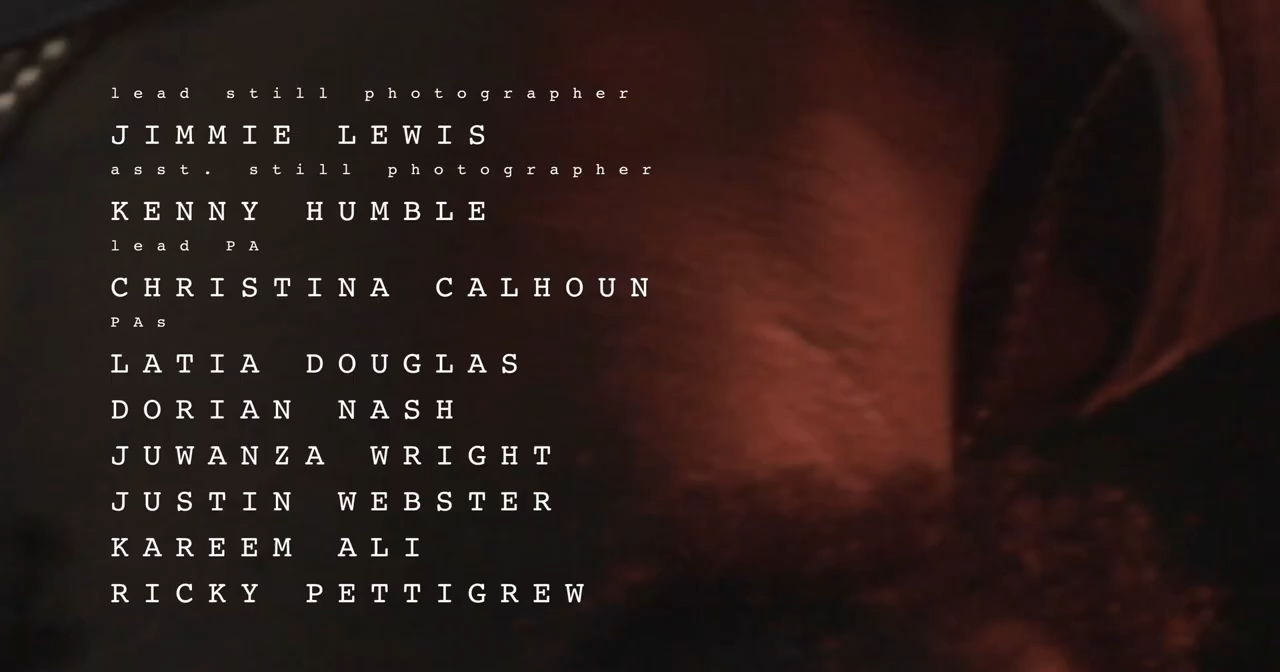 lead still photographer
JIMMIE LEWIS
asst. still photographer
KENNY HUMBLE
lead PA
CHRISTINA CALHOUN
PAs
LATIA DOUGLAS
DORIAN NASH
JUWANZA WRIGHT
JUSTIN WEBSTER
KAREEM ALI
RICKY PETTIGREW